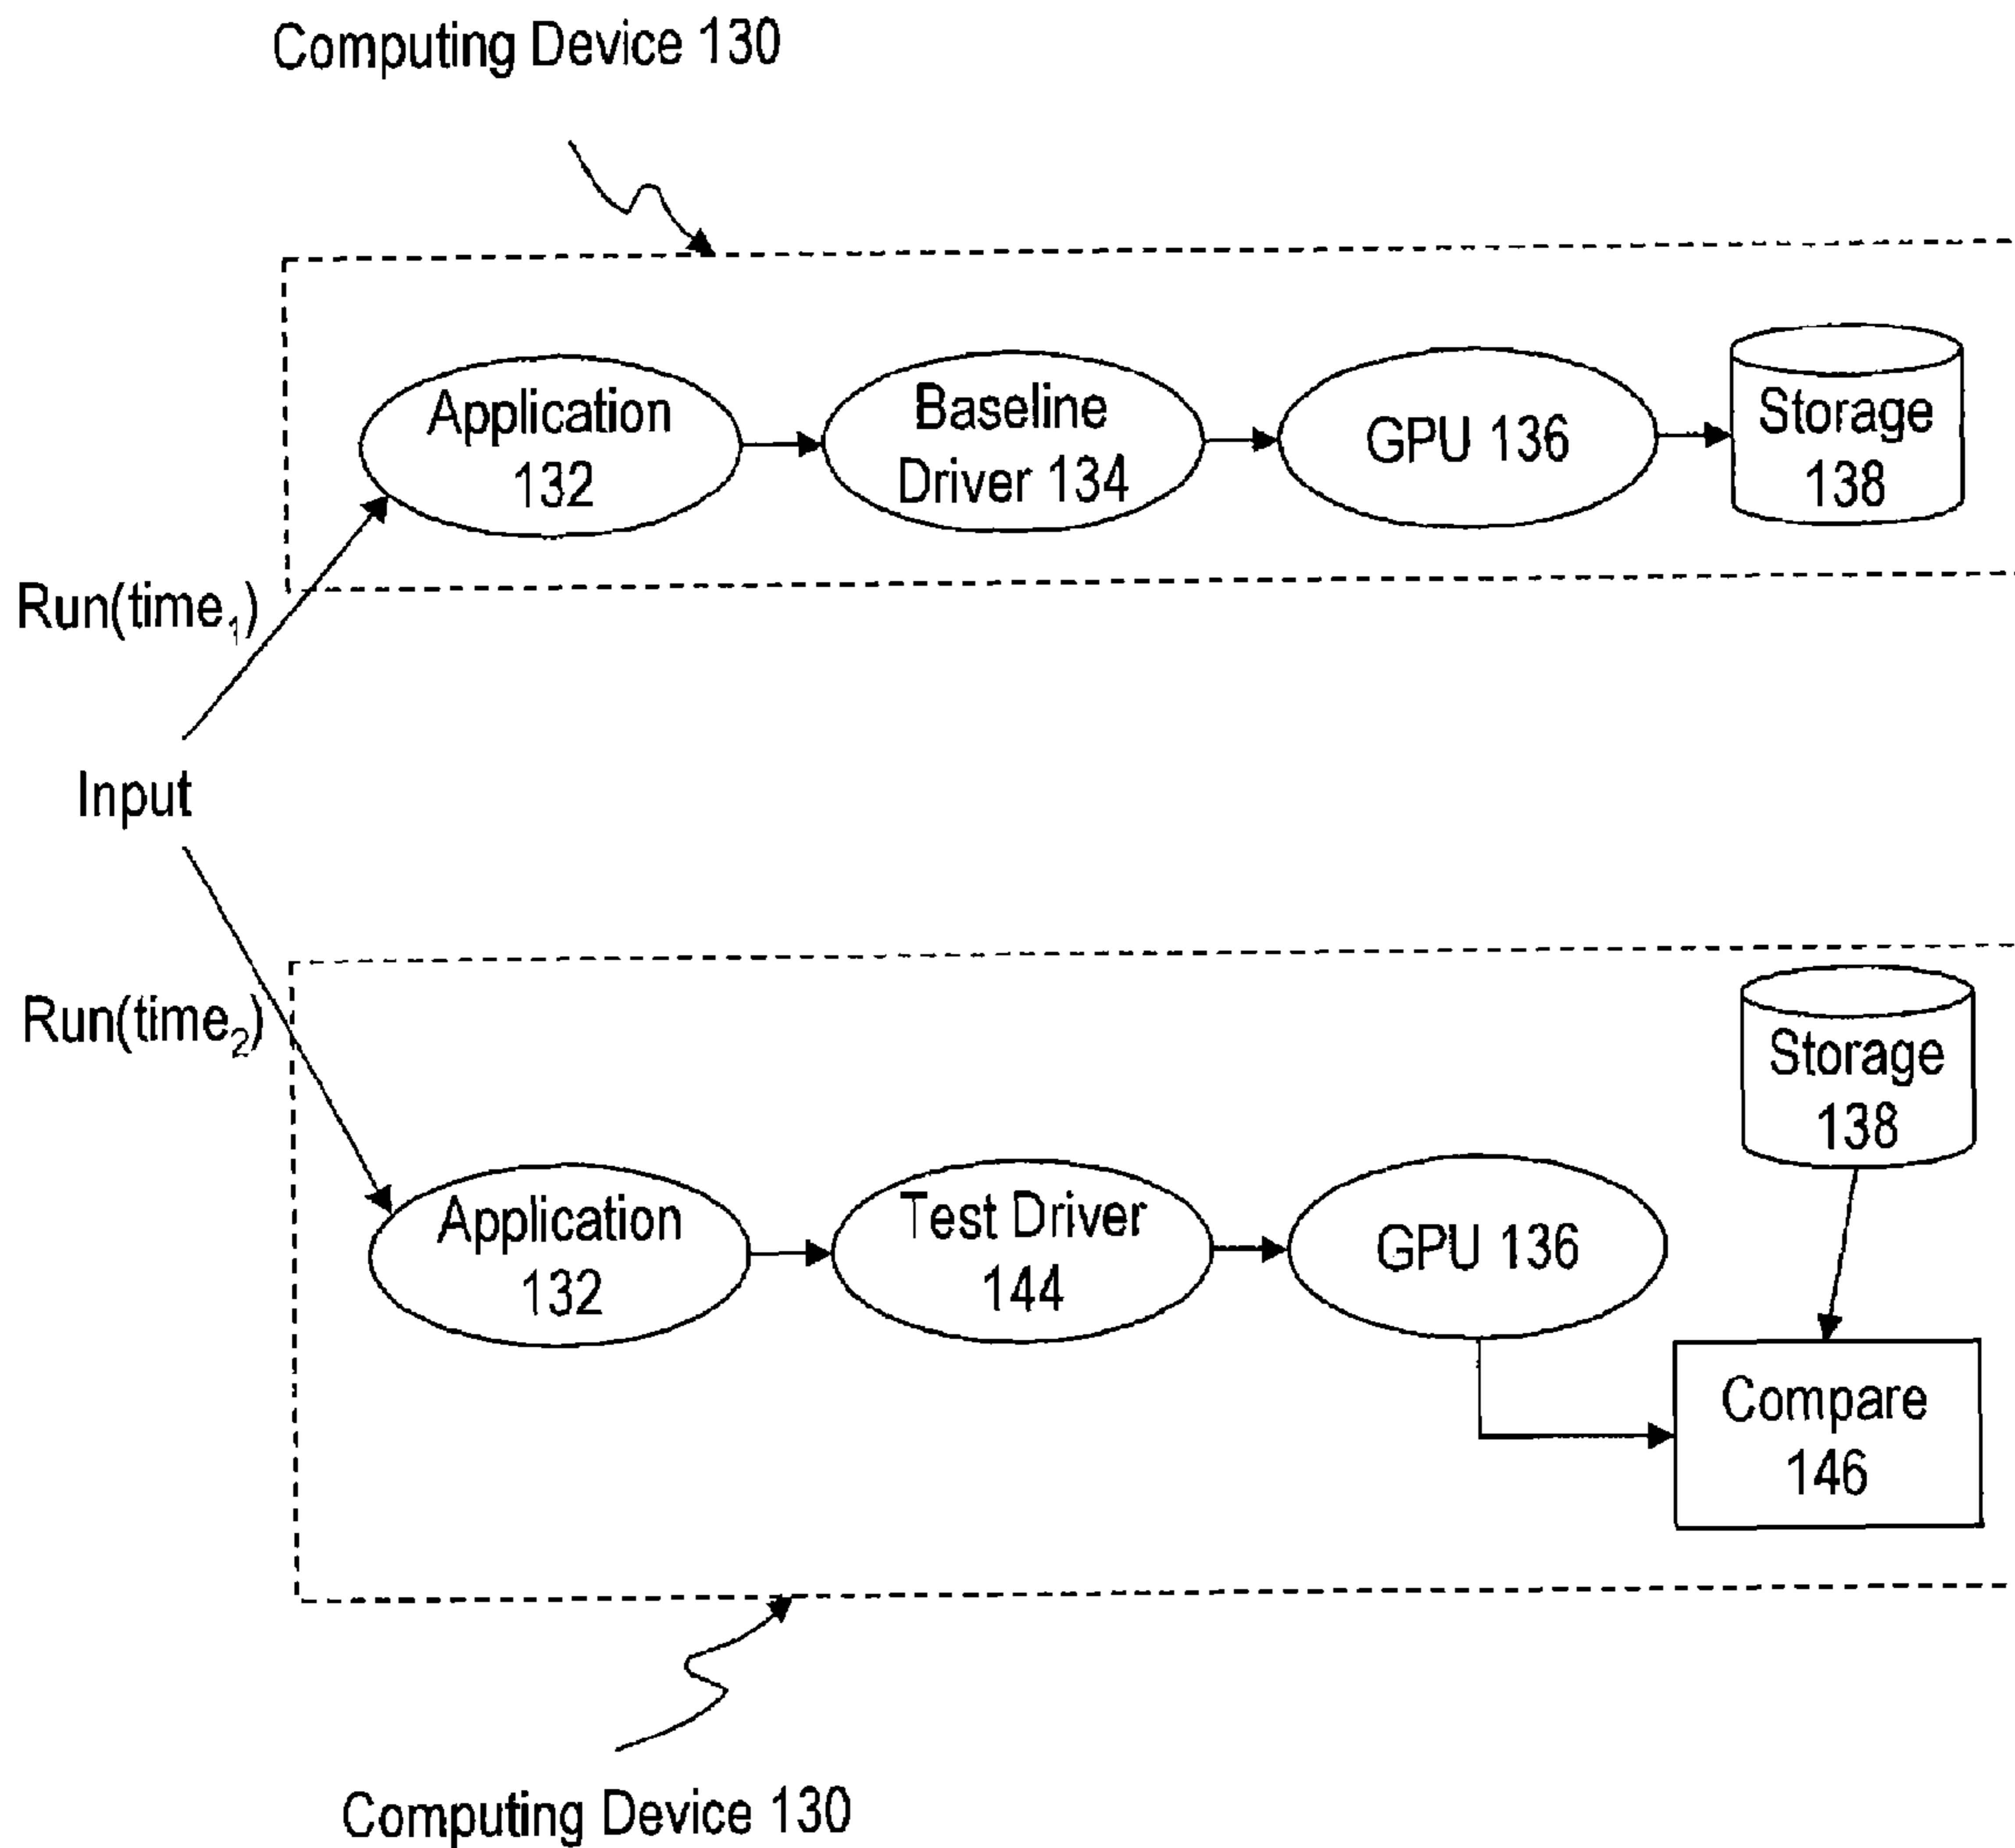 Computing Device 130
Application
132
Baseline
Driver 134
GPU 136
Storage
138
Run(time₁)
Input
Run(time₂)
Storage
138
Application
132
Test Driver
144
GPU 136
Compare
146
Computing Device 130